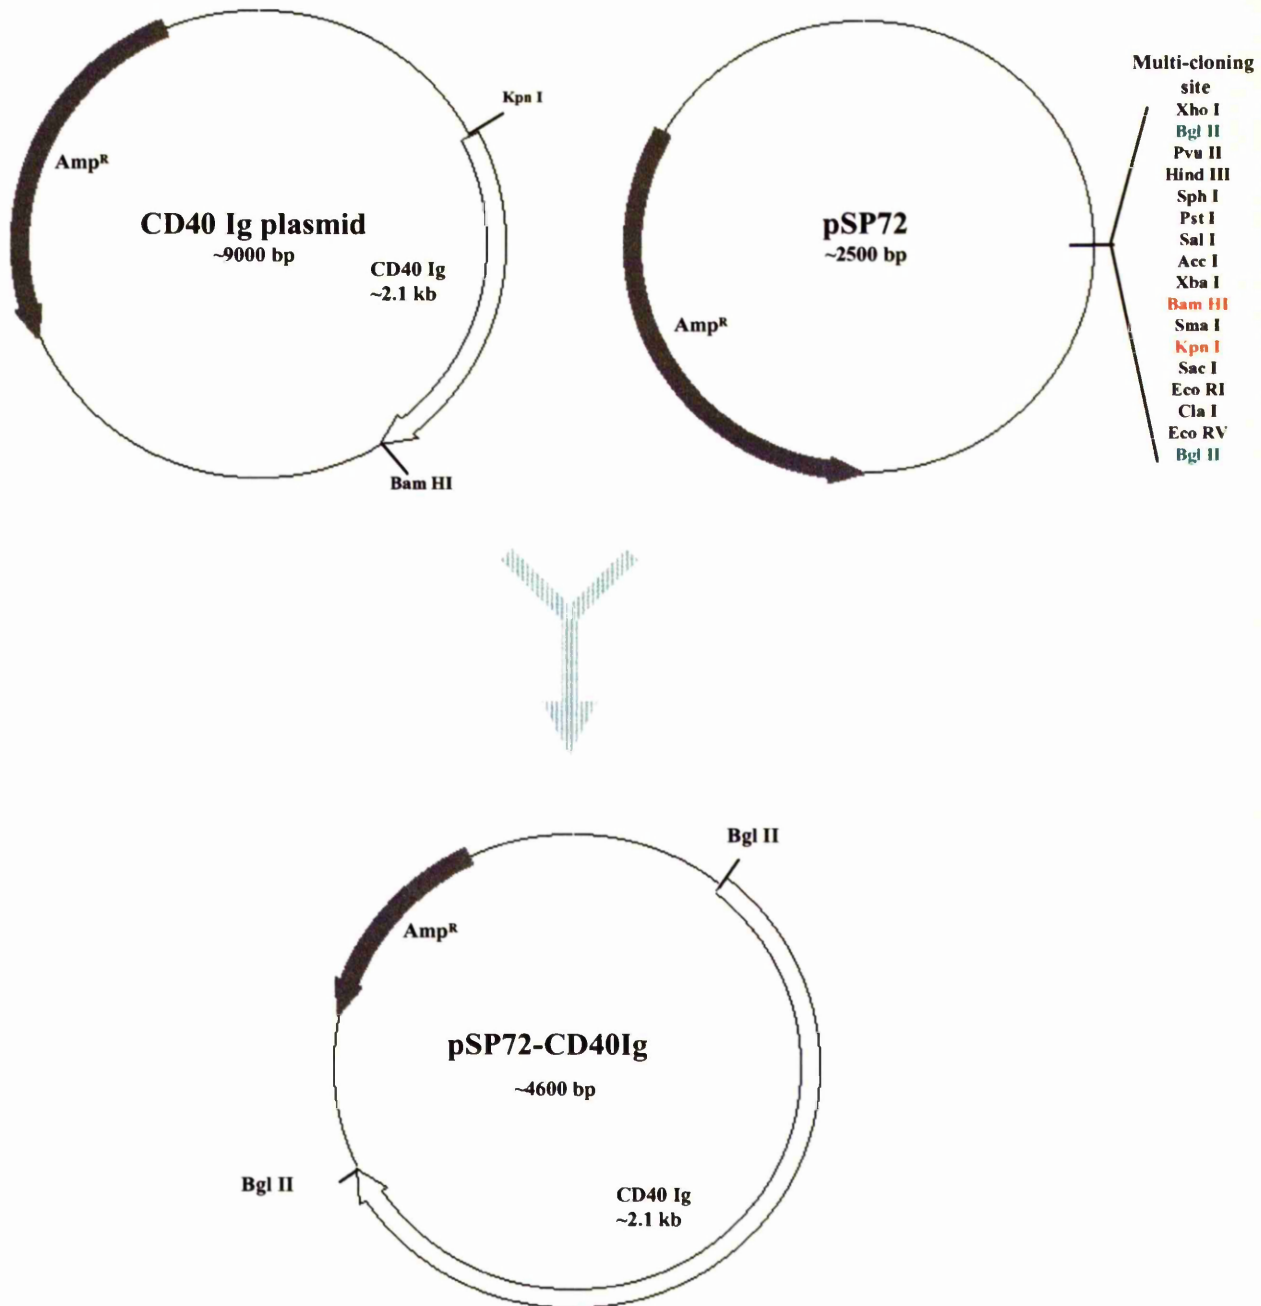 Kpn I
Amp^R
CD40 Ig plasmid
~9000 bp
CD40 Ig
~2.1 kb
Bam HI
pSP72
~2500 bp
Amp^R
Multi-cloning
site
Xho I
Bgl II
Pvu II
Hind III
Sph I
Pst I
Sal I
Acc I
Xba I
Bam HI
Sma I
Kpn I
Sac I
Eco RI
Cla I
Eco RV
Bgl II
Bgl II
Amp^R
pSP72-CD40Ig
~4600 bp
Bgl II
CD40 Ig
~2.1 kb